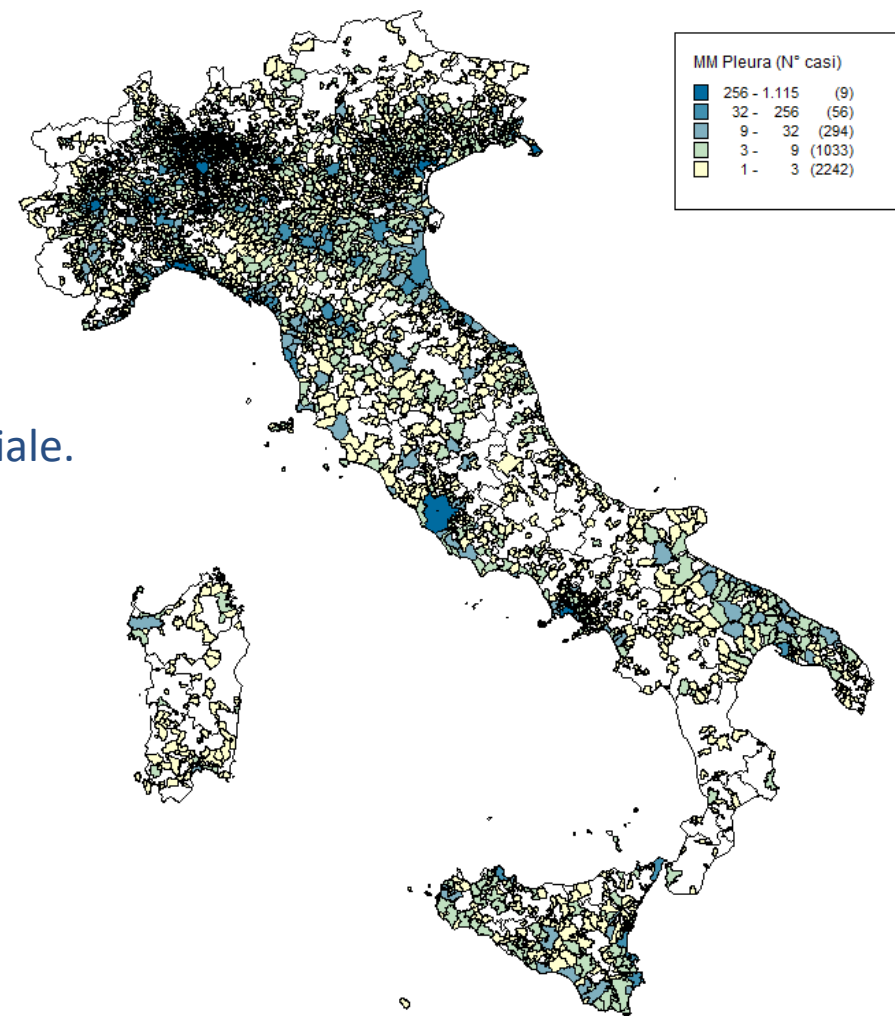 MM Pleura (N° casi)
256 - 1.115 (9)
32 - 256 (56)
9 - 32 (294)
3 - 9 (1033)
1 - 3 (2242)
iale.